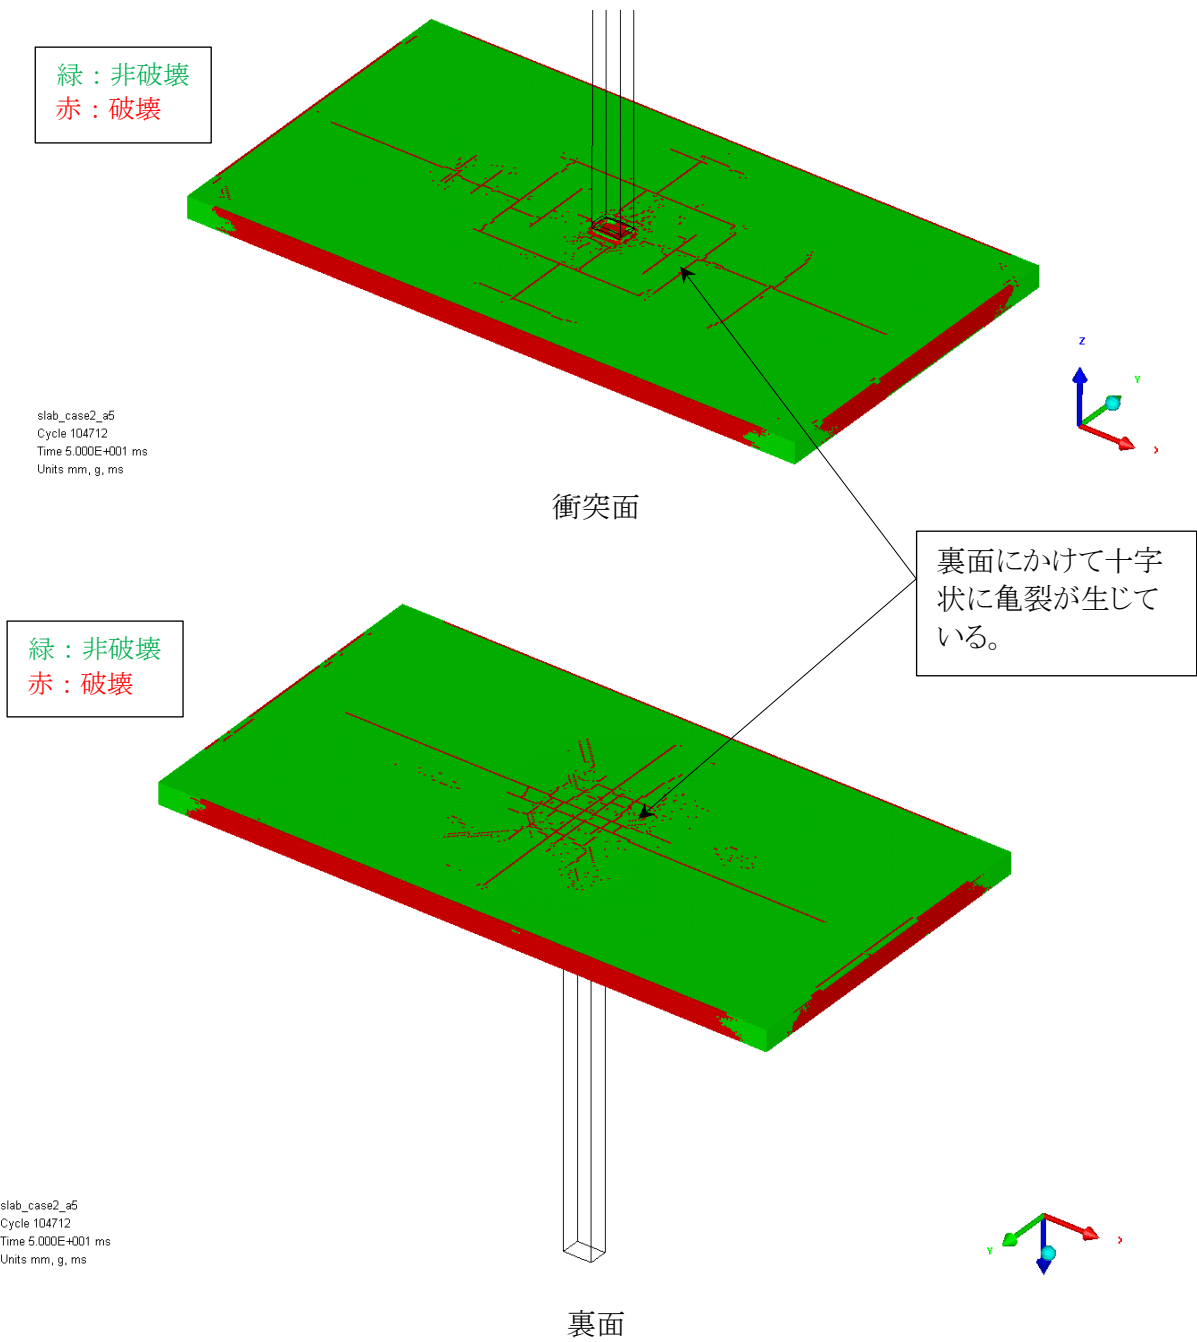 緑：非破壊
赤：破壊
Z
Y
X
slab_case2_a5
Cycle 104712
Time 5.000E+001 ms
Units mm, g, ms
衝突面
裏面にかけて十字
状に亀裂が生じて
いる。
緑：非破壊
赤：破壊
slab_case2_a5
Cycle 104712
Time 5.000E+001 ms
Units mm, g, ms
Y
X
裏面